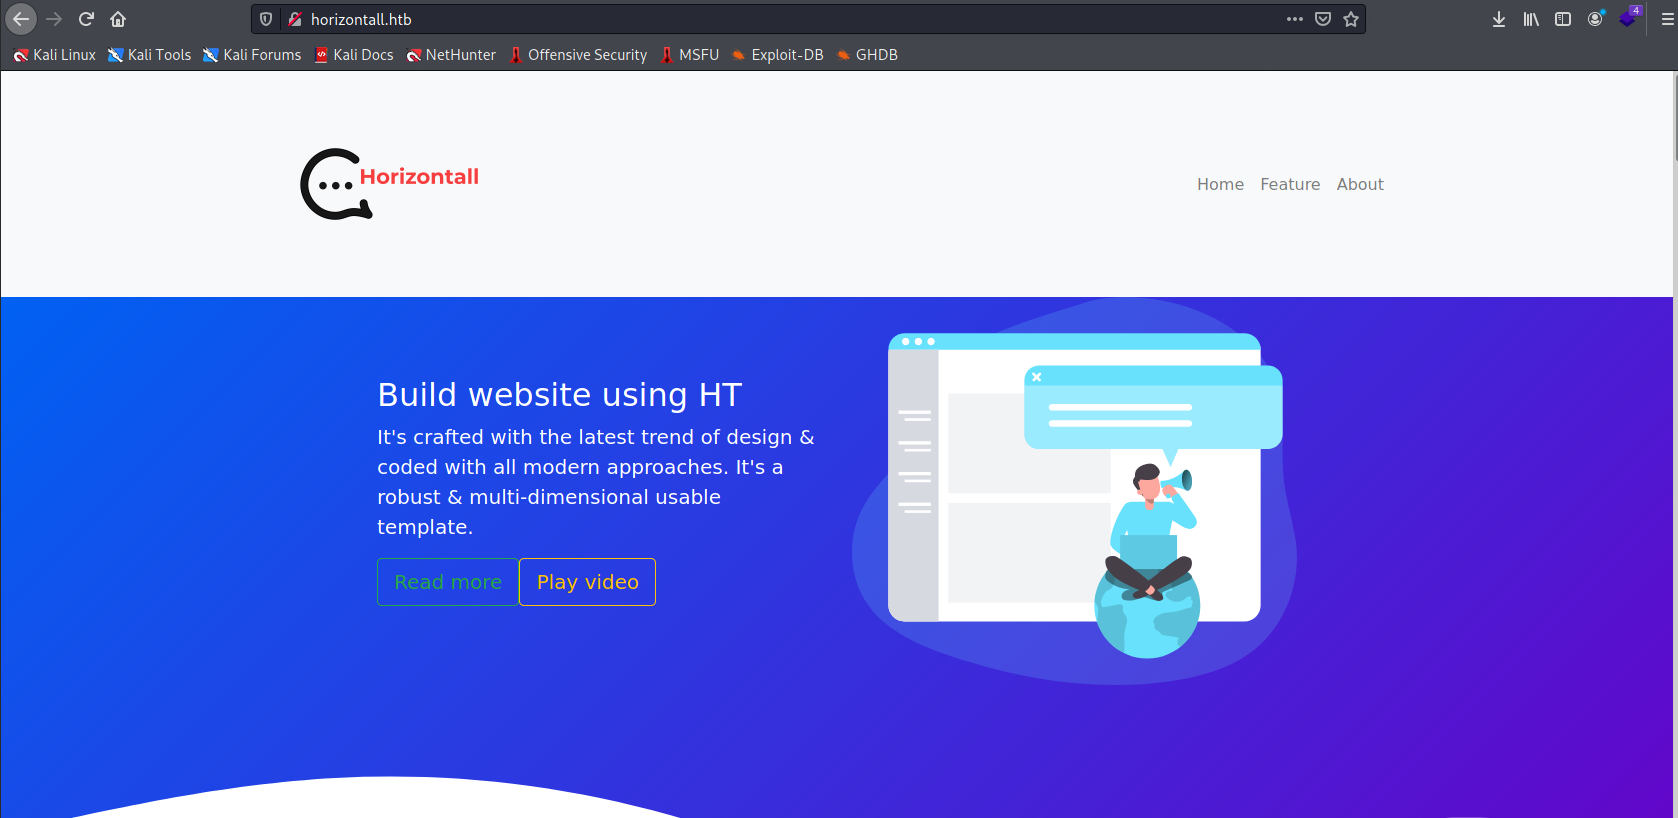 horizontall.htb
4
Kali Linux Kali Tools Kali Forums Kali Docs NetHunter Offensive Security MSFU Exploit-DB GHDB
Horizontall
Home Feature About
Build website using HT
It's crafted with the latest trend of design &
coded with all modern approaches. It's a
robust & multi-dimensional usable
template.
Read more Play video